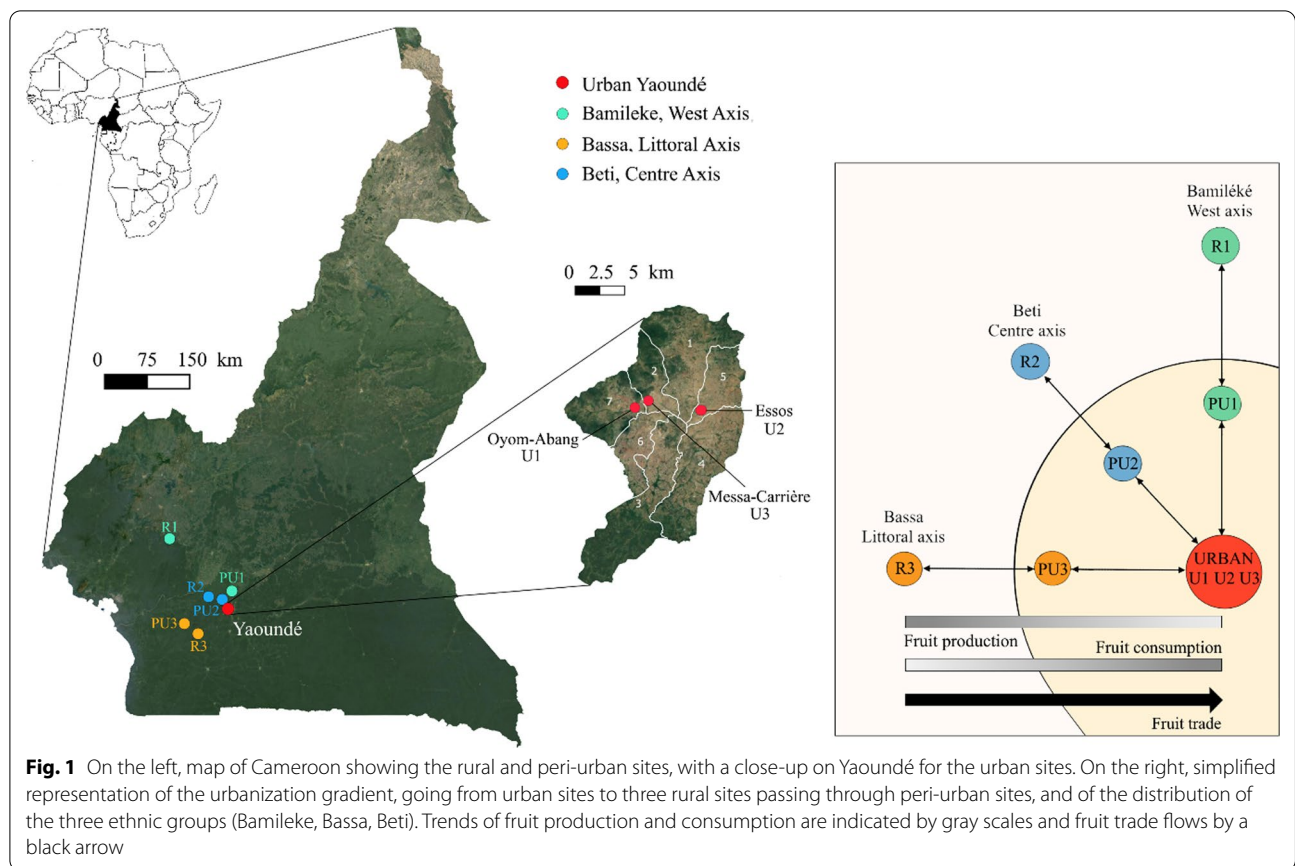 Urban Yaoundé
Bamileke, West Axis
Bassa, Littoral Axis
Beti, Centre Axis
0 75 150 km
R1
PU1
R2
PU2
PU3
R3
Yaoundé
0 2.5 5 km
1
2
5
7
6
4
3
Oyom-Abang
U1
Essos
U2
Messa-Carrière
U3
Bamiléké
West axis
R1
Beti
Centre axis
R2
PU1
PU2
Bassa
Littoral axis
R3
PU3
URBAN
U1 U2 U3
Fruit production
Fruit consumption
Fruit trade
Fig. 1 On the left, map of Cameroon showing the rural and peri-urban sites, with a close-up on Yaoundé for the urban sites. On the right, simplified
representation of the urbanization gradient, going from urban sites to three rural sites passing through peri-urban sites, and of the distribution of
the three ethnic groups (Bamileke, Bassa, Beti). Trends of fruit production and consumption are indicated by gray scales and fruit trade flows by a
black arrow